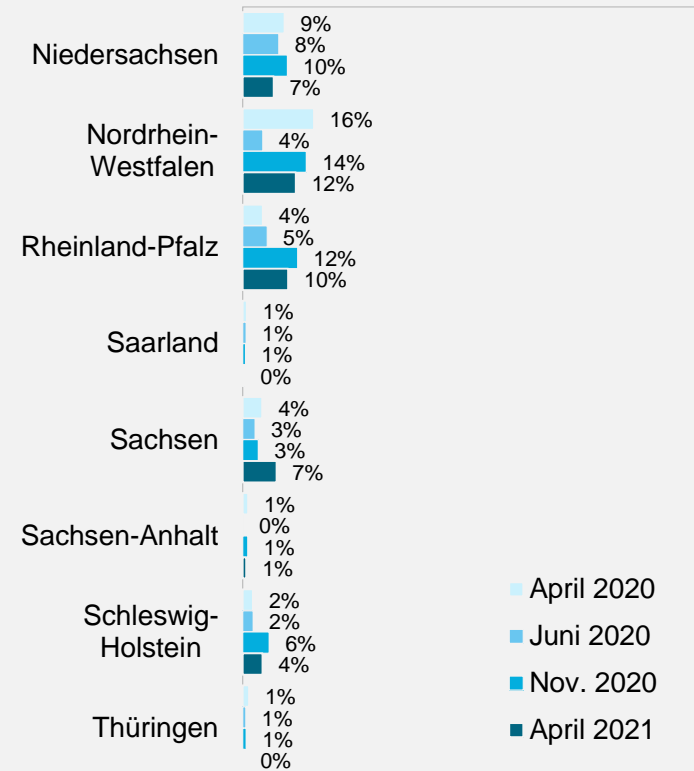 Niedersachsen
9%
8%
10%
7%
Nordrhein-
Westfalen
16%
4%
14%
12%
Rheinland-Pfalz
4%
5%
12%
10%
Saarland
1%
1%
1%
0%
Sachsen
4%
3%
3%
7%
Sachsen-Anhalt
1%
0%
1%
1%
Schleswig-
Holstein
2%
2%
6%
4%
Thüringen
1%
1%
1%
0%
April 2020
Juni 2020
Nov. 2020
April 2021